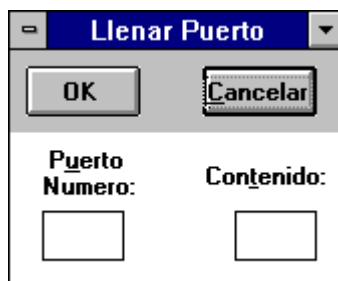 Llenar Puerto
OK Cancelar
Puerto
Numero:
Contenido: